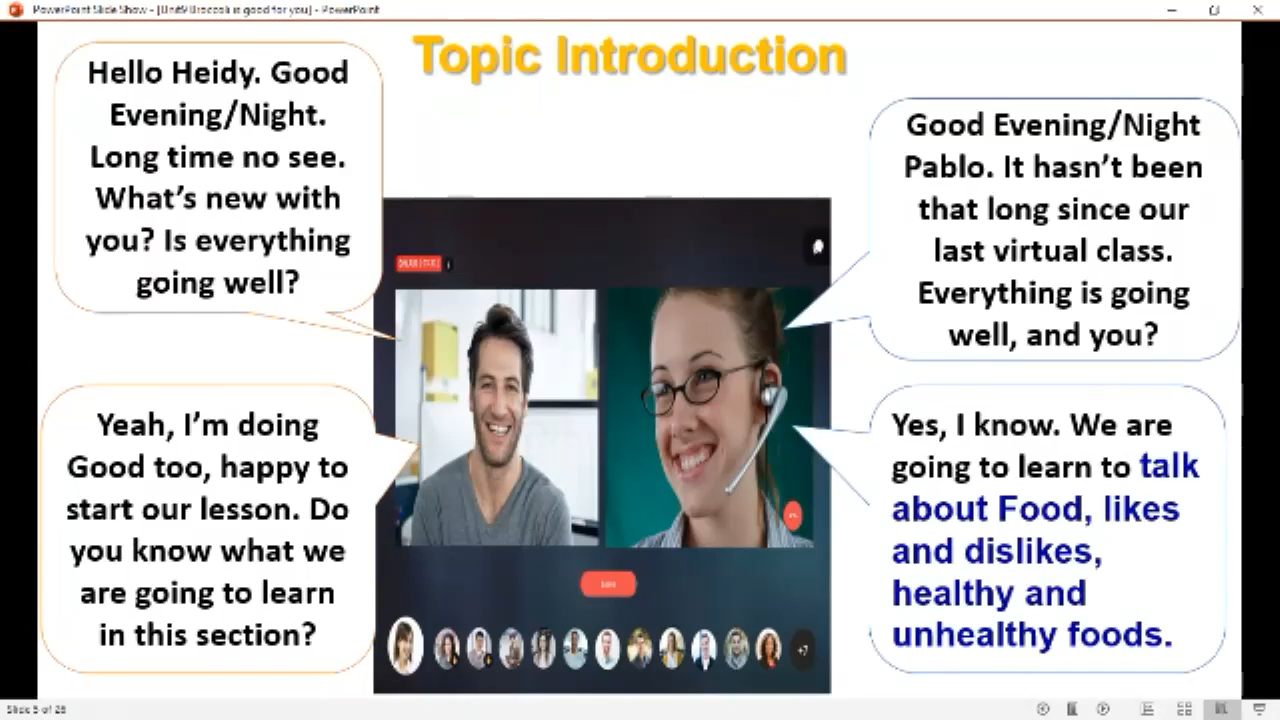 PowerPoint Slide Show - [Unit9 Broccoli is good for you] - PowerPoint
Topic Introduction
Hello Heidy. Good
Evening/Night.
Long time no see.
What's new with
you? Is everything
going well?
Good Evening/Night
Pablo. It hasn't been
that long since our
last virtual class.
Everything is going
well, and you?
Yeah, I'm doing
Good too, happy to
start our lesson. Do
you know what we
are going to learn
in this section?
Yes, I know. We are
going to learn to talk
about Food, likes
and dislikes,
healthy and
unhealthy foods.
+7
Slide 5 of 26